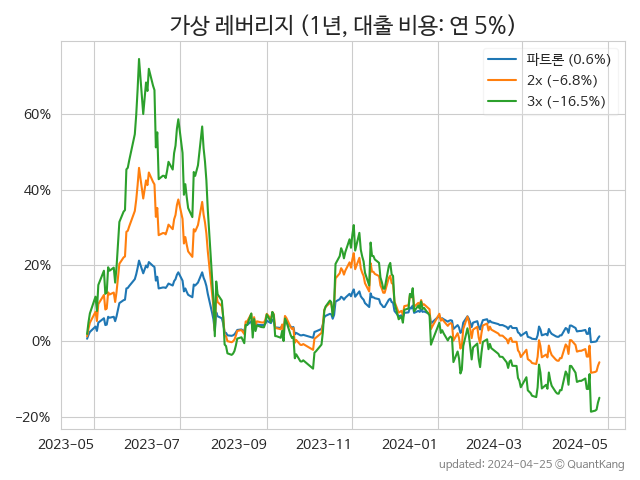 가상 레버리지 (1년, 대출 비용: 연 5%)
파트론 (0.6%)
2x (−6.8%)
3x (−16.5%)
60%
40%
20%
0%
−20%
2023-05 2023-07 2023-09 2023-11 2024-01 2024-03 2024-05
updated: 2024-04-25 © QuantKang